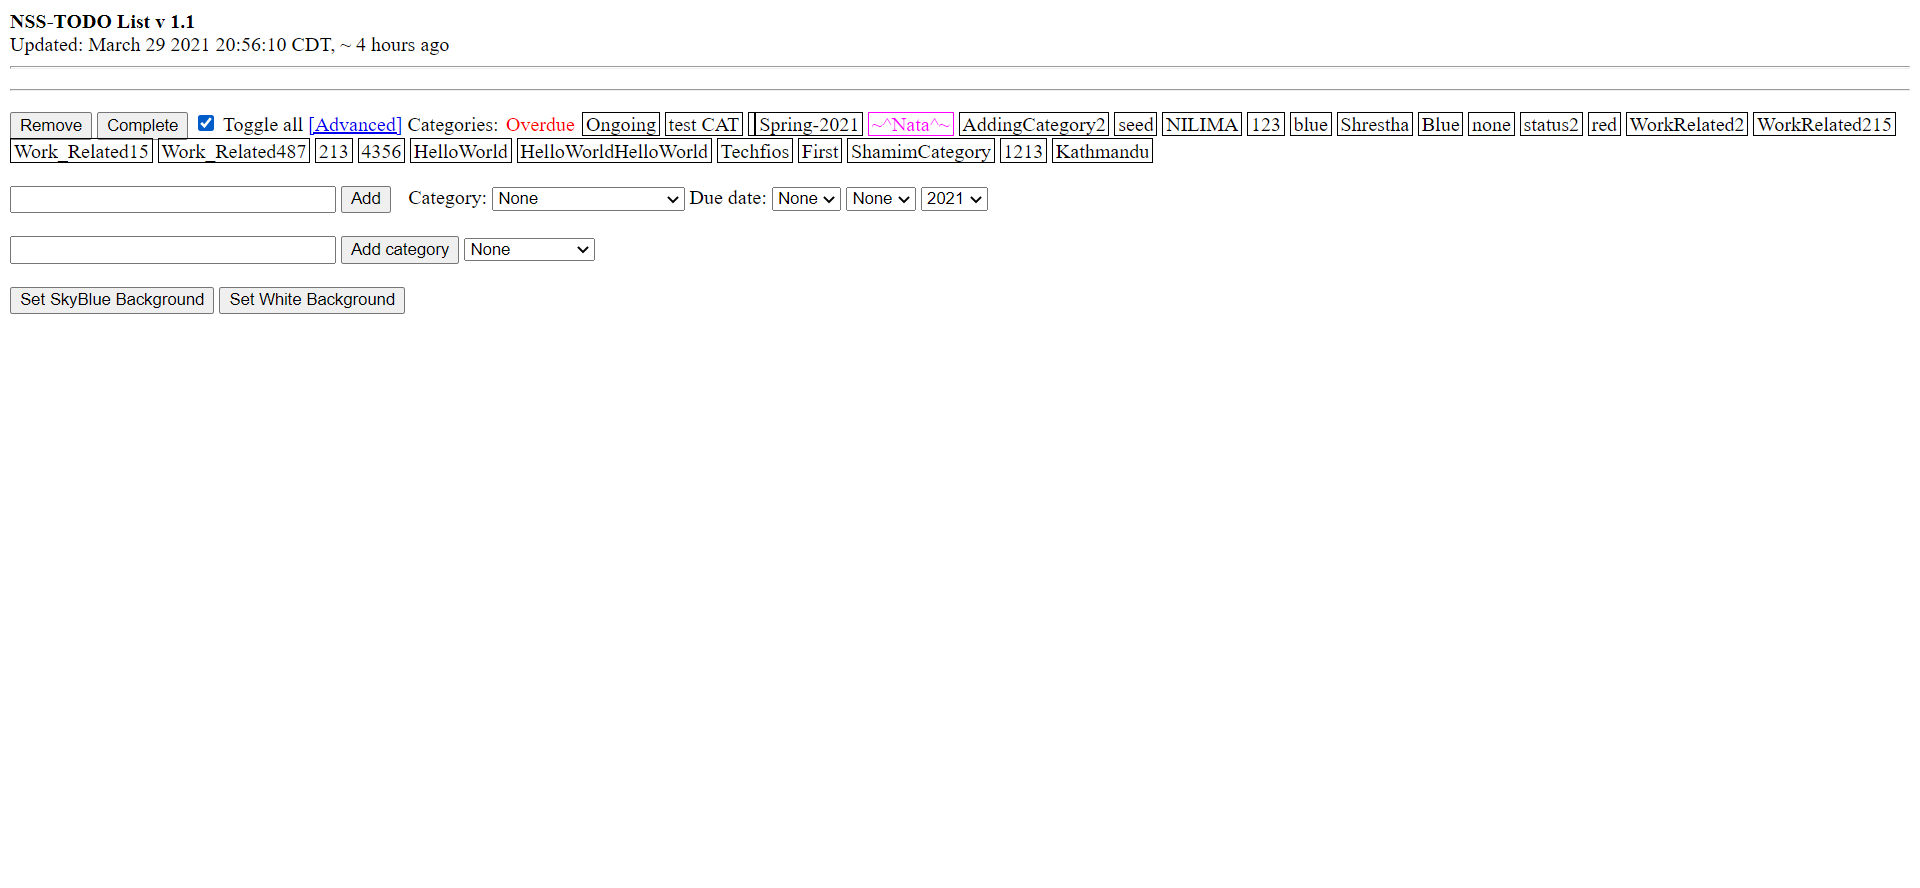 NSS-TODO List v 1.1
Updated: March 29 2021 20:56:10 CDT, ~ 4 hours ago
Remove Complete Toggle all [Advanced] Categories: Overdue Ongoing test CAT Spring-2021 ~^Nata^~ AddingCategory2 seed NILIMA 123 blue Shrestha Blue none status2 red WorkRelated2 WorkRelated215
Work_Related15 Work_Related487 213 4356 HelloWorld HelloWorldHelloWorld Techfios First ShamimCategory 1213 Kathmandu
Add Category: None Due date: None None 2021
Add category None
Set SkyBlue Background Set White Background